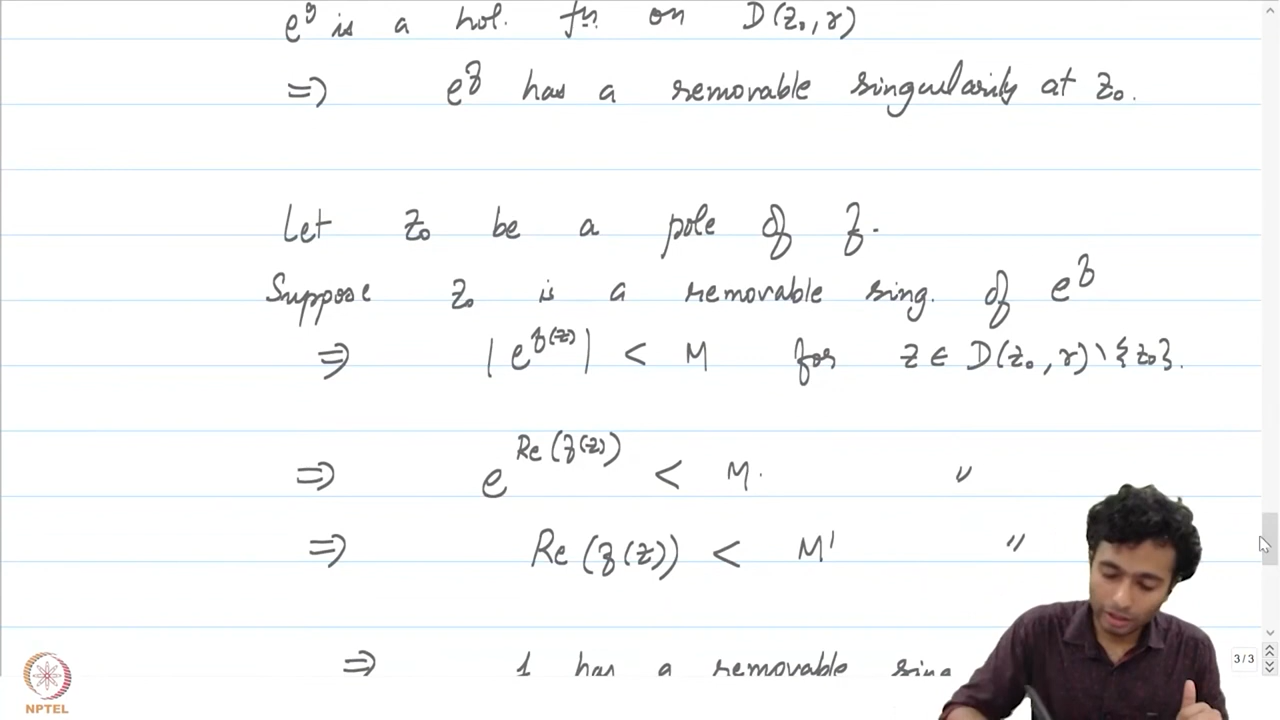 e^f is a hol. fn. on D(z₀, r)
⇒ e^f has a removable singularity at z₀.
Let z₀ be a pole of f.
Suppose z₀ is a removable sing. of e^f
⇒ |e^{f(z)}| < M for z ∈ D(z₀, r) \ {z₀}.
⇒ e^{Re(f(z))} < M. "
⇒ Re(f(z)) < M' "
⇒ 1 has a removable sing
3/3
NPTEL